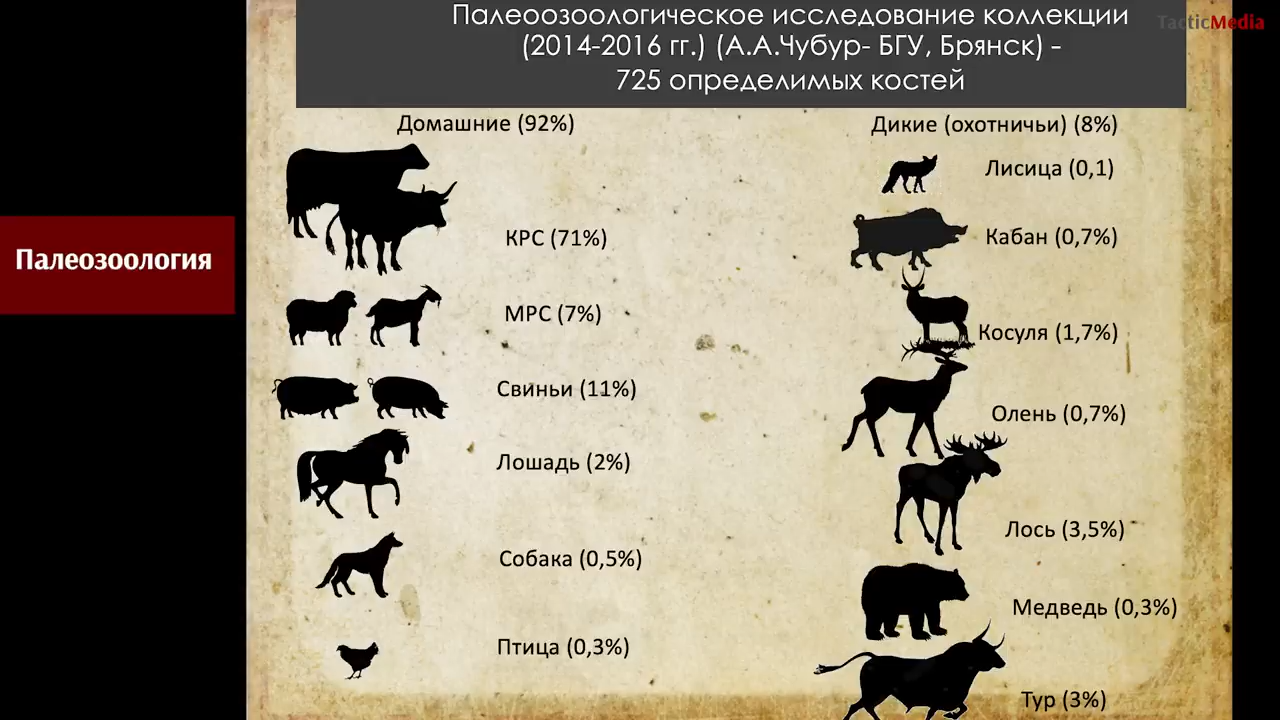 Палеоозоологическое исследование коллекции
(2014-2016 гг.) (А.А.Чубур- БГУ, Брянск) -
725 определимых костей
TacticMedia
Палеозоология
Домашние (92%)
КРС (71%)
МРС (7%)
Свиньи (11%)
Лошадь (2%)
Собака (0,5%)
Птица (0,3%)
Дикие (охотничьи) (8%)
Лисица (0,1)
Кабан (0,7%)
Косуля (1,7%)
Олень (0,7%)
Лось (3,5%)
Медведь (0,3%)
Тур (3%)